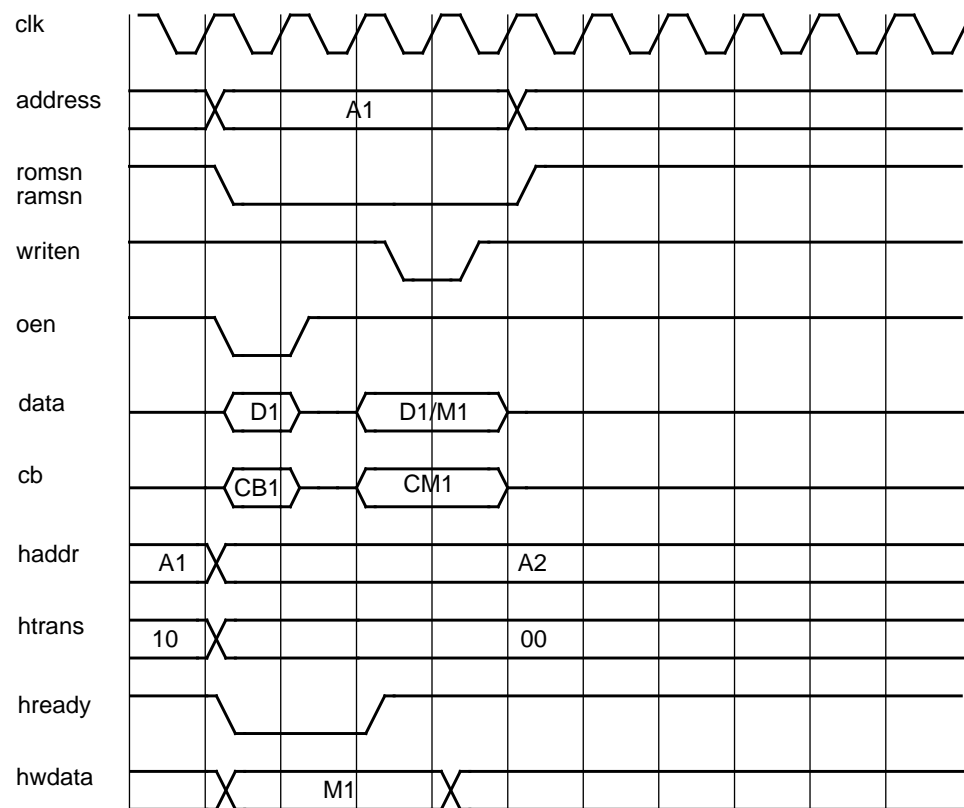 clk
address
A1
romsn
ramsn
writen
oen
data
D1
D1/M1
cb
CB1
CM1
haddr
A1
A2
htrans
10
00
hready
hwdata
M1